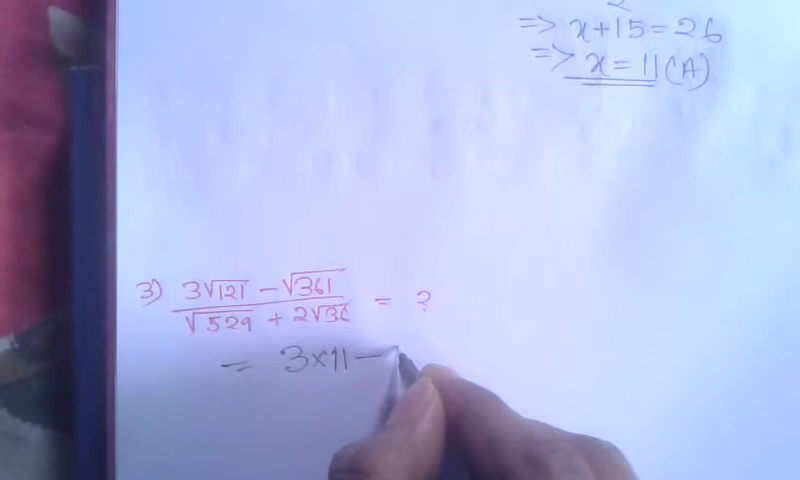 => x+15=26
=> x=11(A)
3) 3√121 -√361
√529 + 2√36 = ?
= 3×11-